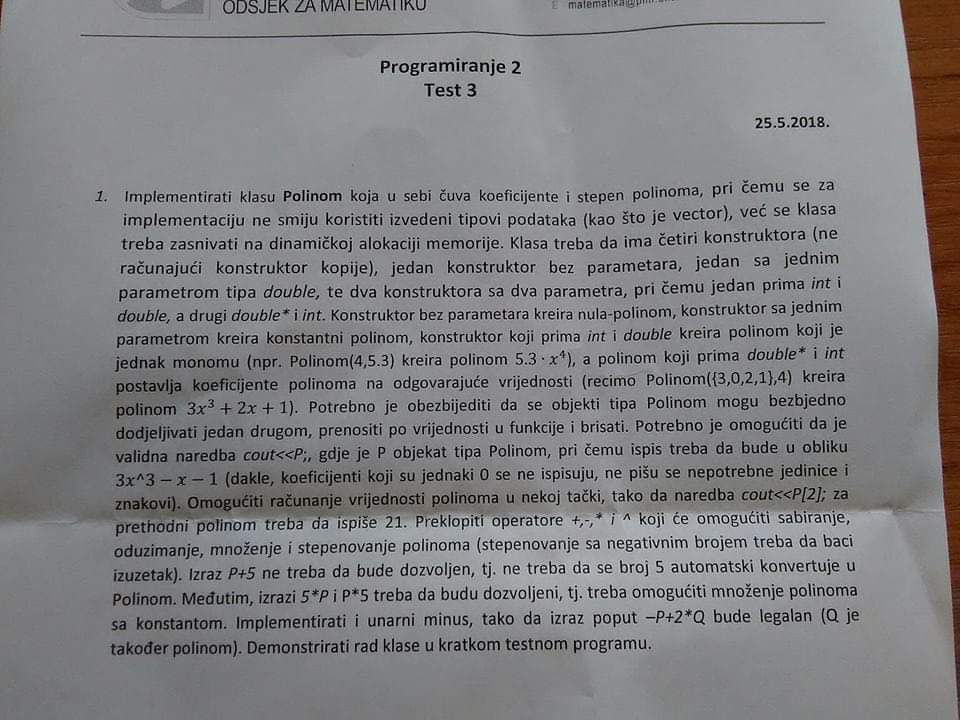 ODSJEK ZA MATEMATIKU
Programiranje 2
Test 3
25.5.2018.
1. Implementirati klasu Polinom koja u sebi čuva koeficijente i stepen polinoma, pri čemu se za
implementaciju ne smiju koristiti izvedeni tipovi podataka (kao što je vector), već se klasa
treba zasnivati na dinamičkoj alokaciji memorije. Klasa treba da ima četiri konstruktora (ne
računajući konstruktor kopije), jedan konstruktor bez parametara, jedan sa jednim
parametrom tipa double, te dva konstruktora sa dva parametra, pri čemu jedan prima int i
double, a drugi double* i int. Konstruktor bez parametara kreira nula-polinom, konstruktor sa jednim
parametrom kreira konstantni polinom, konstruktor koji prima int i double kreira polinom koji je
jednak monomu (npr. Polinom(4,5.3) kreira polinom 5.3 · x⁴), a polinom koji prima double* i int
postavlja koeficijente polinoma na odgovarajuće vrijednosti (recimo Polinom({3,0,2,1},4) kreira
polinom 3x³ + 2x + 1). Potrebno je obezbijediti da se objekti tipa Polinom mogu bezbjedno
dodjeljivati jedan drugom, prenositi po vrijednosti u funkcije i brisati. Potrebno je omogućiti da je
validna naredba cout<<P;, gdje je P objekat tipa Polinom, pri čemu ispis treba da bude u obliku
3x^3 – x – 1 (dakle, koeficijenti koji su jednaki 0 se ne ispisuju, ne pišu se nepotrebne jedinice i
znakovi). Omogućiti računanje vrijednosti polinoma u nekoj tački, tako da naredba cout<<P[2]; za
prethodni polinom treba da ispiše 21. Preklopiti operatore +,-,* i ^ koji će omogućiti sabiranje,
oduzimanje, množenje i stepenovanje polinoma (stepenovanje sa negativnim brojem treba da baci
izuzetak). Izraz P+5 ne treba da bude dozvoljen, tj. ne treba da se broj 5 automatski konvertuje u
Polinom. Međutim, izrazi 5*P i P*5 treba da budu dozvoljeni, tj. treba omogućiti množenje polinoma
sa konstantom. Implementirati i unarni minus, tako da izraz poput –P+2*Q bude legalan (Q je
također polinom). Demonstrirati rad klase u kratkom testnom programu.